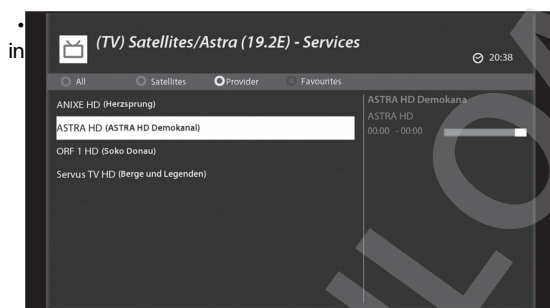 •
in
(TV) Satellites/Astra (19.2E) - Services
20:38
All Satellites Provider Favourites
ANIXE HD (Herzsprung)
ASTRA HD (ASTRA HD Demokanal)
ORF 1 HD (Soko Donau)
Servus TV HD (Berge und Legenden)
ASTRA HD Demokana
ASTRA HD
00:00 - 00:00